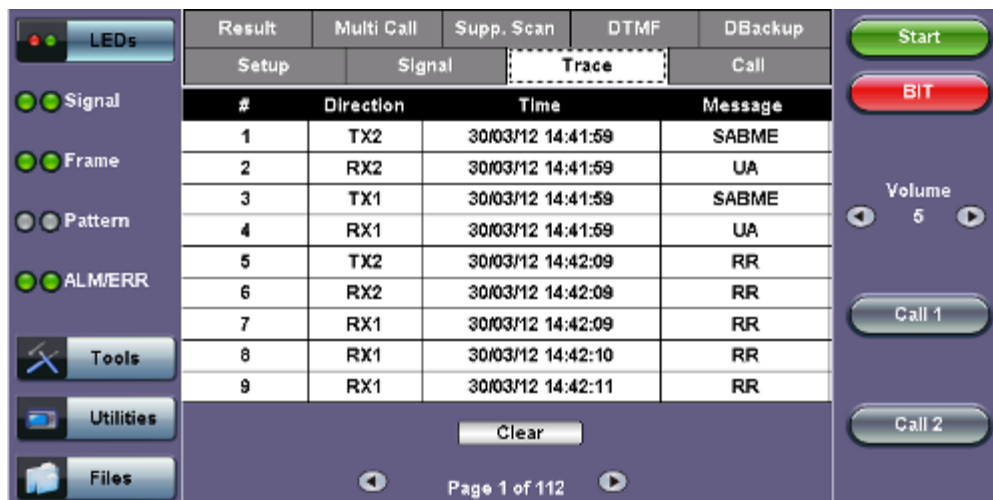 LEDs
Signal
Frame
Pattern
ALM/ERR
Tools
Utilities
Files
Result Multi Call Supp. Scan DTMF DBackup
Setup Signal Trace Call
# Direction Time Message
1 TX2 30/03/12 14:41:59 SABME
2 RX2 30/03/12 14:41:59 UA
3 TX1 30/03/12 14:41:59 SABME
4 RX1 30/03/12 14:41:59 UA
5 TX2 30/03/12 14:42:09 RR
6 RX2 30/03/12 14:42:09 RR
7 RX1 30/03/12 14:42:09 RR
8 RX1 30/03/12 14:42:10 RR
9 RX1 30/03/12 14:42:11 RR
Clear
Page 1 of 112
Start
BIT
Volume
5
Call 1
Call 2